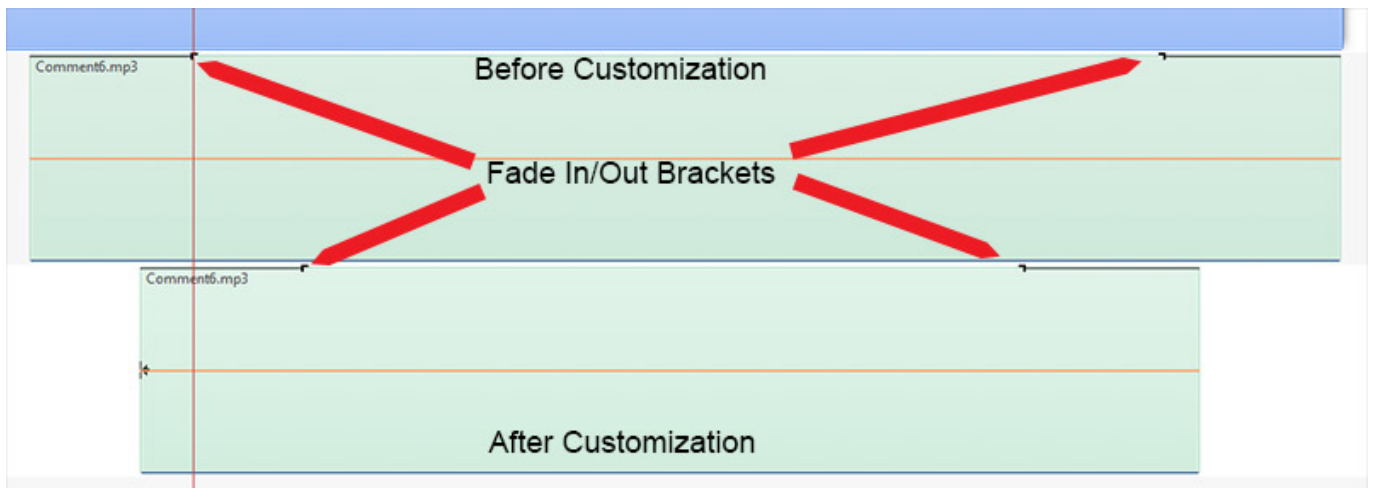 Comment6.mp3
Before Customization
Fade In/Out Brackets
Comment6.mp3
After Customization